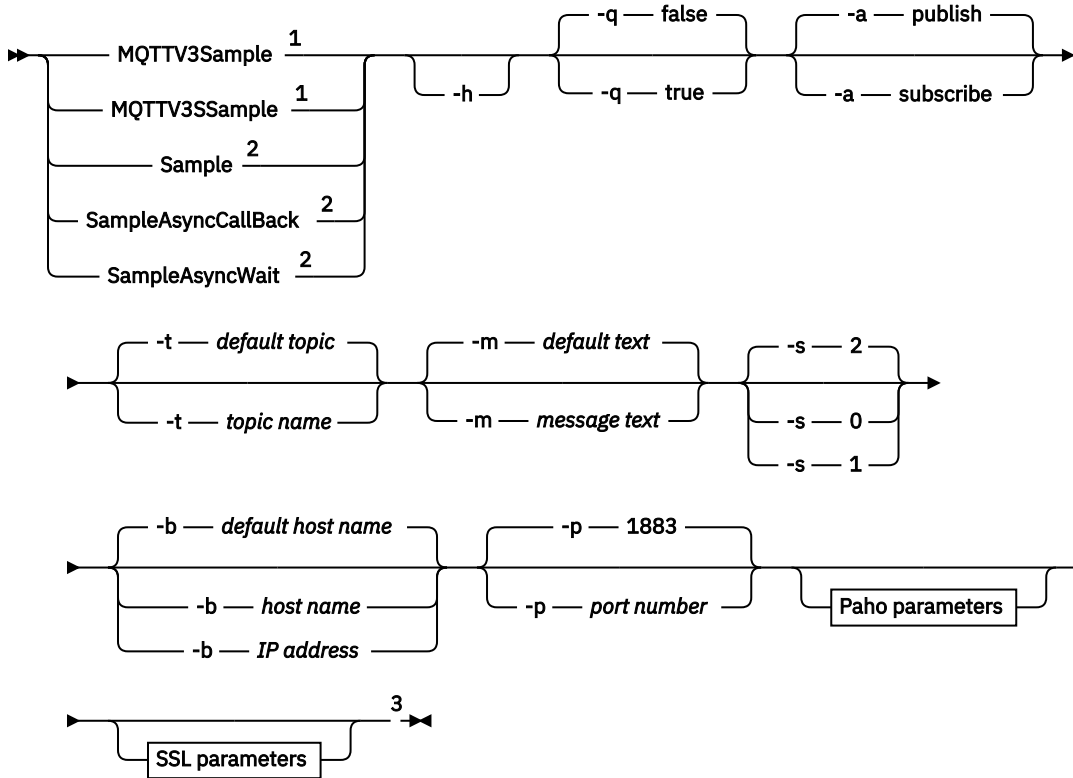 -q false -a publish
MQTTV3Sample 1
-h -q true -a subscribe
MQTTV3SSample 1
Sample 2
SampleAsyncCallBack 2
SampleAsyncWait 2
-t default topic -m default text -s 2
-t topic name -m message text -s 0
-s 1
-b default host name -p 1883
-b host name -p port number Paho parameters
-b IP address
3
SSL parameters